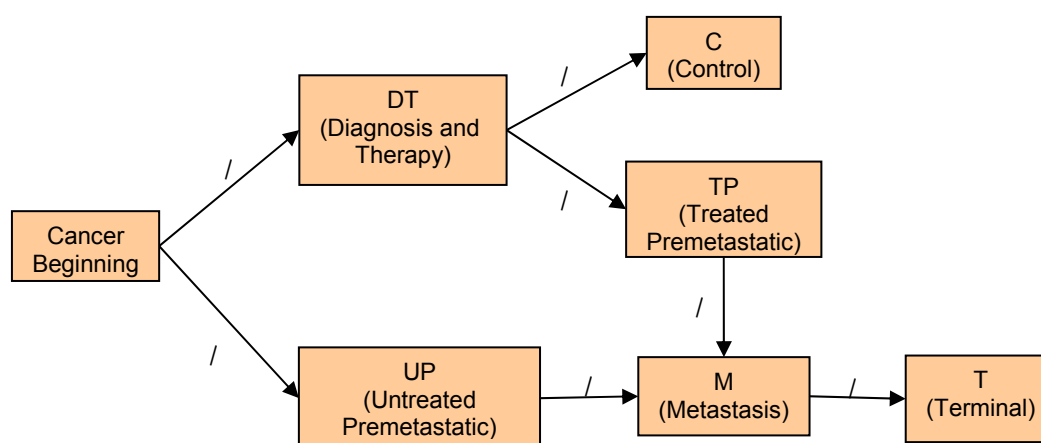 C
(Control)
/
DT
(Diagnosis and
Therapy)
/
/
TP
(Treated
Premetastatic)
Cancer
Beginning
/
/
UP
(Untreated
Premetastatic)
/
/
M
(Metastasis)
/
T
(Terminal)